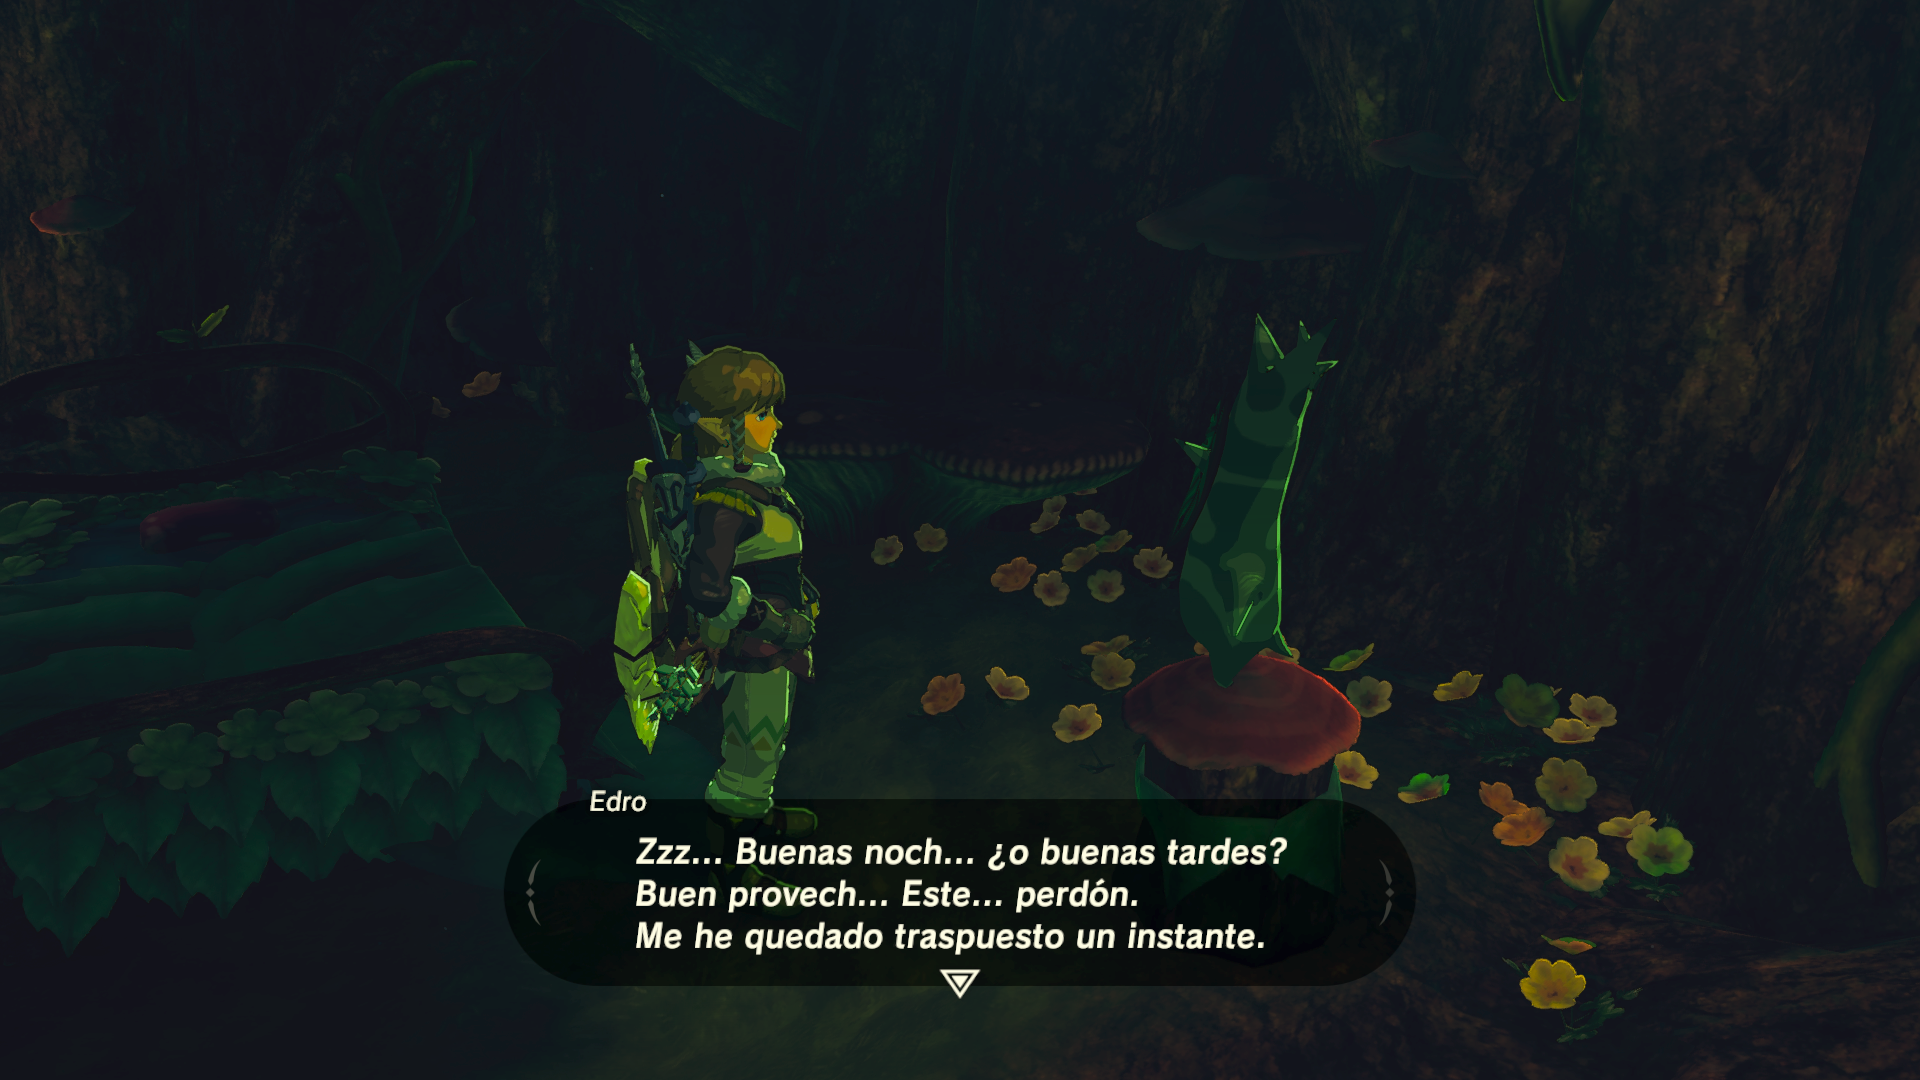 Edro
Zzz... Buenas noch... ¿o buenas tardes?
Buen provech... Este... perdón.
Me he quedado traspuesto un instante.